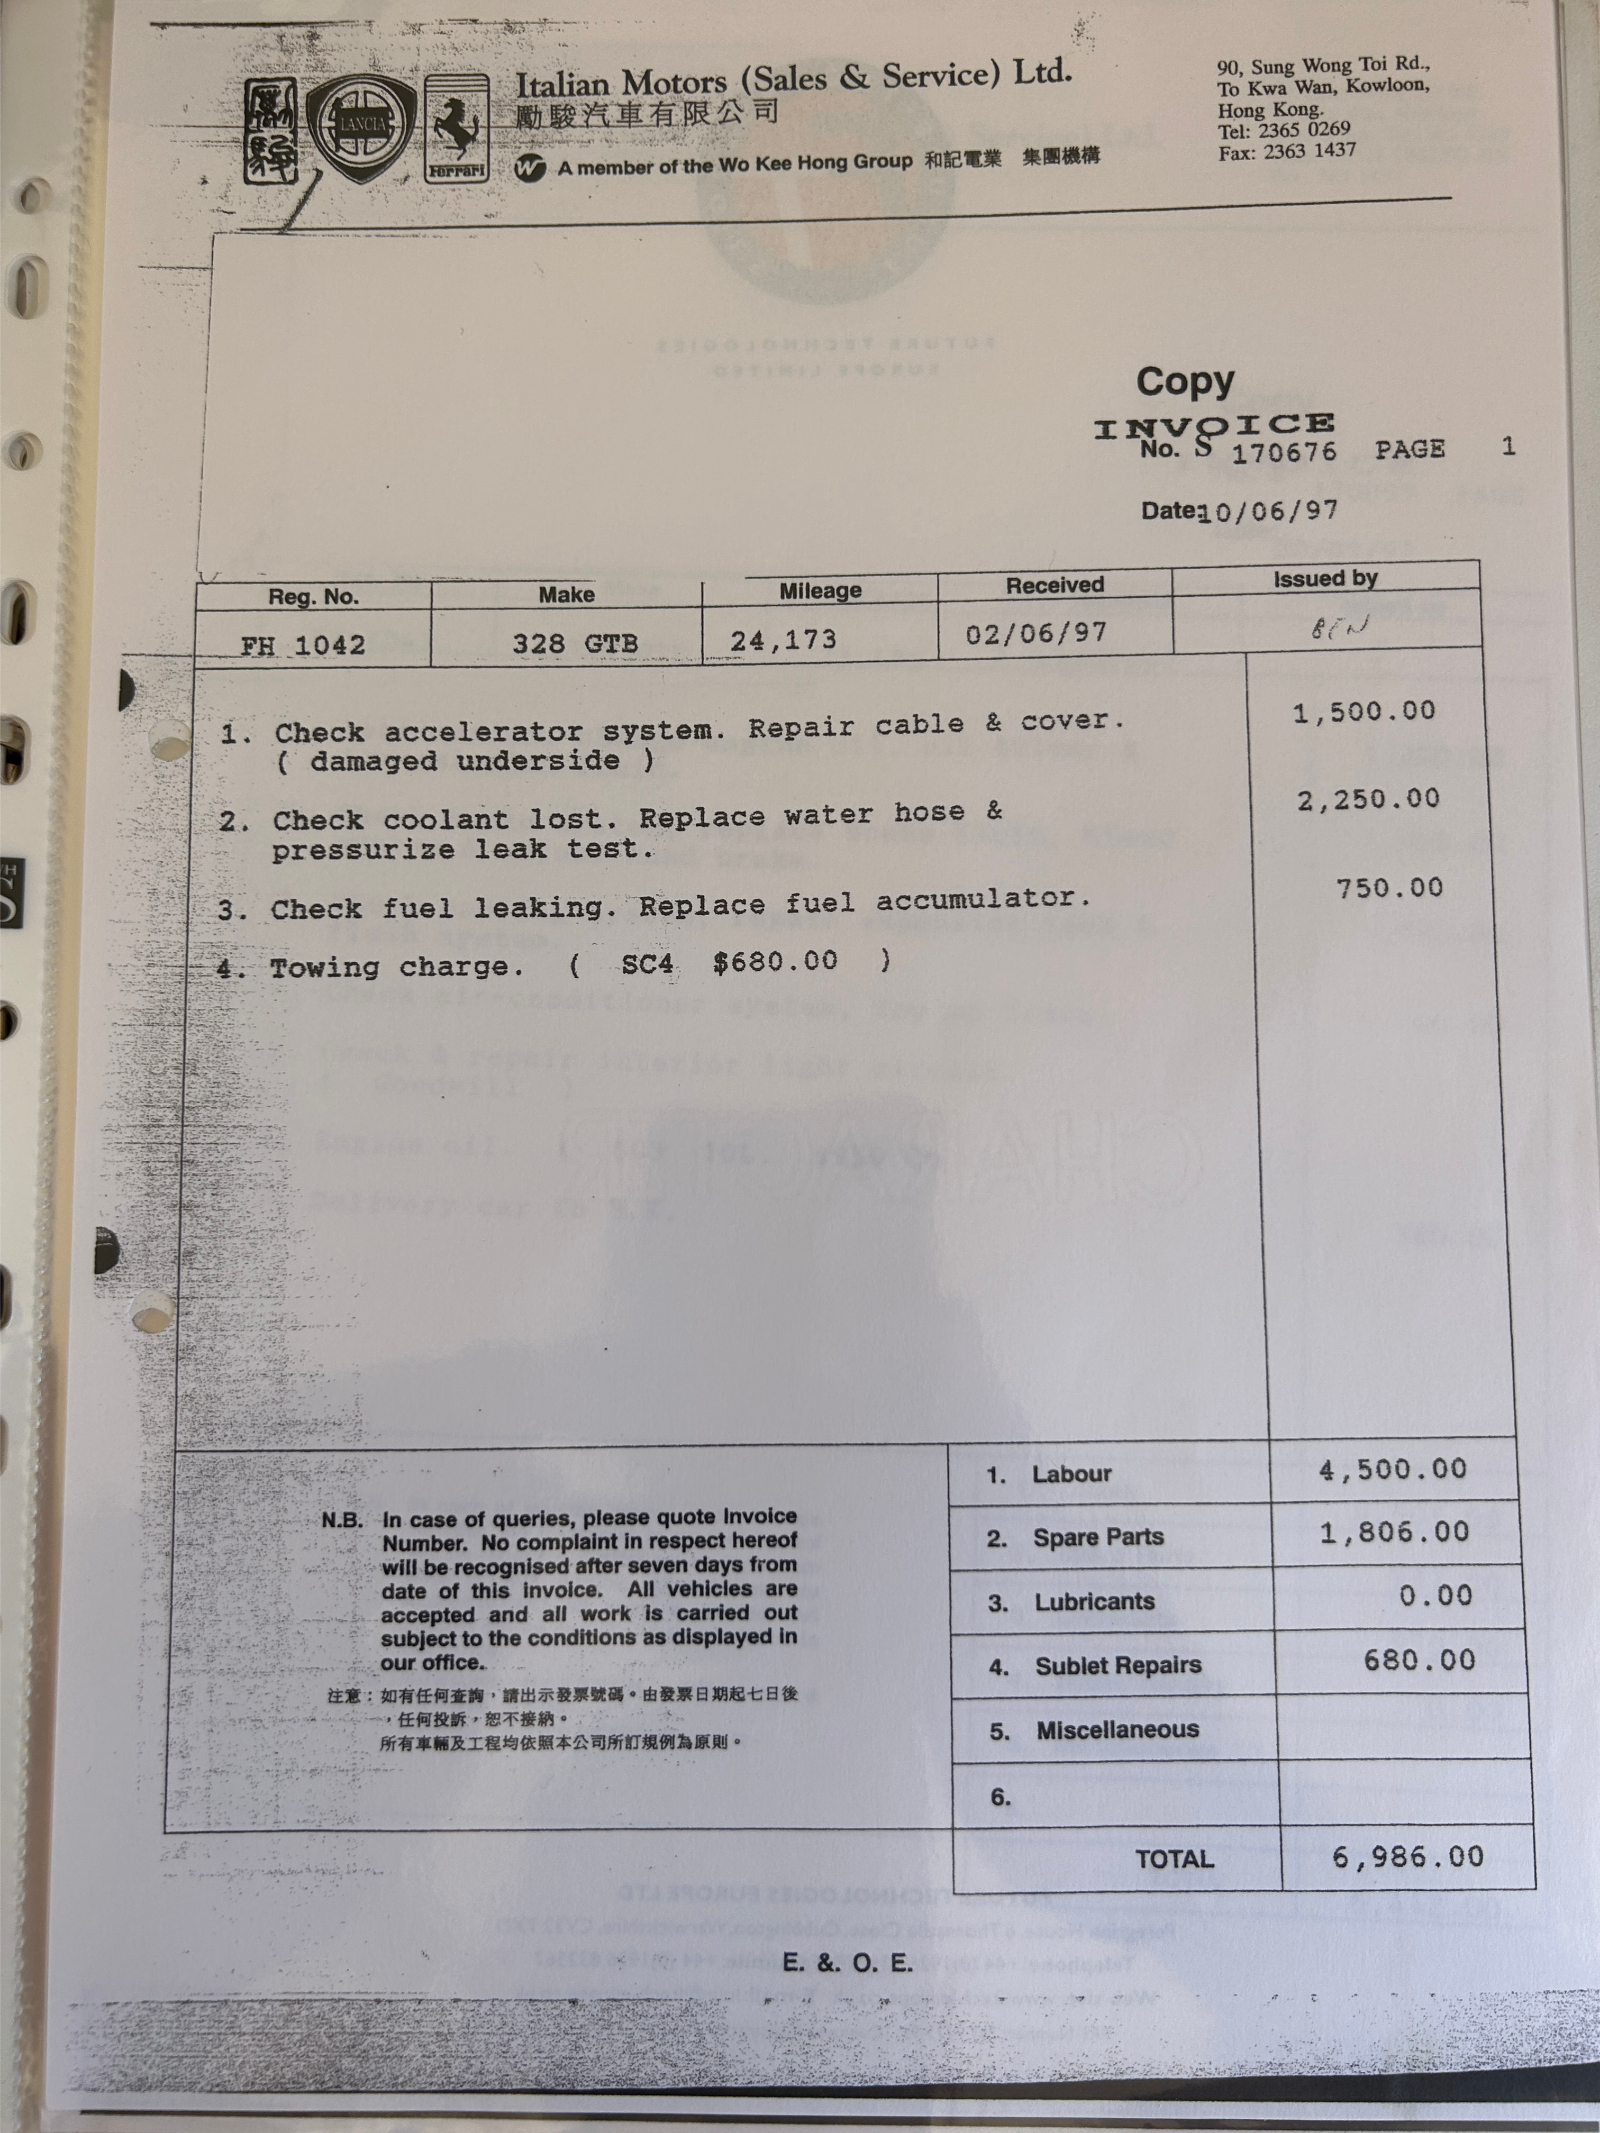 Italian Motors (Sales & Service) Ltd.
勵駿汽車有限公司
A member of the Wo Kee Hong Group 和記電業 集團機構
LANCIA
Ferrari
90, Sung Wong Toi Rd.,
To Kwa Wan, Kowloon,
Hong Kong.
Tel: 2365 0269
Fax: 2363 1437
Copy
INVOICE
No. S 170676 PAGE 1
Date: 10/06/97
Reg. No. Make Mileage Received Issued by
FH 1042 328 GTB 24,173 02/06/97 BEN
1. Check accelerator system. Repair cable & cover. 1,500.00
( damaged underside )
2. Check coolant lost. Replace water hose & 2,250.00
pressurize leak test.
3. Check fuel leaking. Replace fuel accumulator. 750.00
4. Towing charge. ( SC4 $680.00 )
1. Labour 4,500.00
2. Spare Parts 1,806.00
3. Lubricants 0.00
4. Sublet Repairs 680.00
5. Miscellaneous
6.
TOTAL 6,986.00
N.B. In case of queries, please quote Invoice
Number. No complaint in respect hereof
will be recognised after seven days from
date of this invoice. All vehicles are
accepted and all work is carried out
subject to the conditions as displayed in
our office.
注意：如有任何查詢，請出示發票號碼。由發票日期起七日後
，任何投訴，恕不接納。
所有車輛及工程均依照本公司所訂規例為原則。
E. &. O. E.